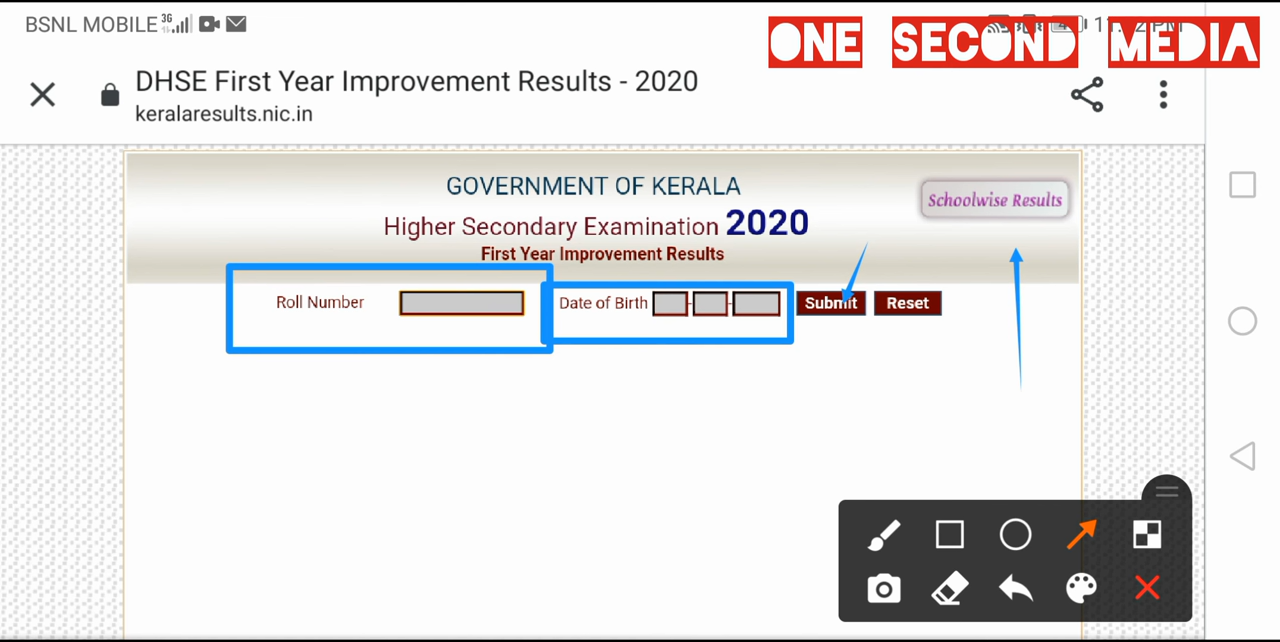 BSNL MOBILE 3G
ONE SECOND MEDIA
DHSE First Year Improvement Results - 2020
keralaresults.nic.in
GOVERNMENT OF KERALA
Schoolwise Results
Higher Secondary Examination 2020
First Year Improvement Results
Roll Number
Date of Birth - - Submit Reset